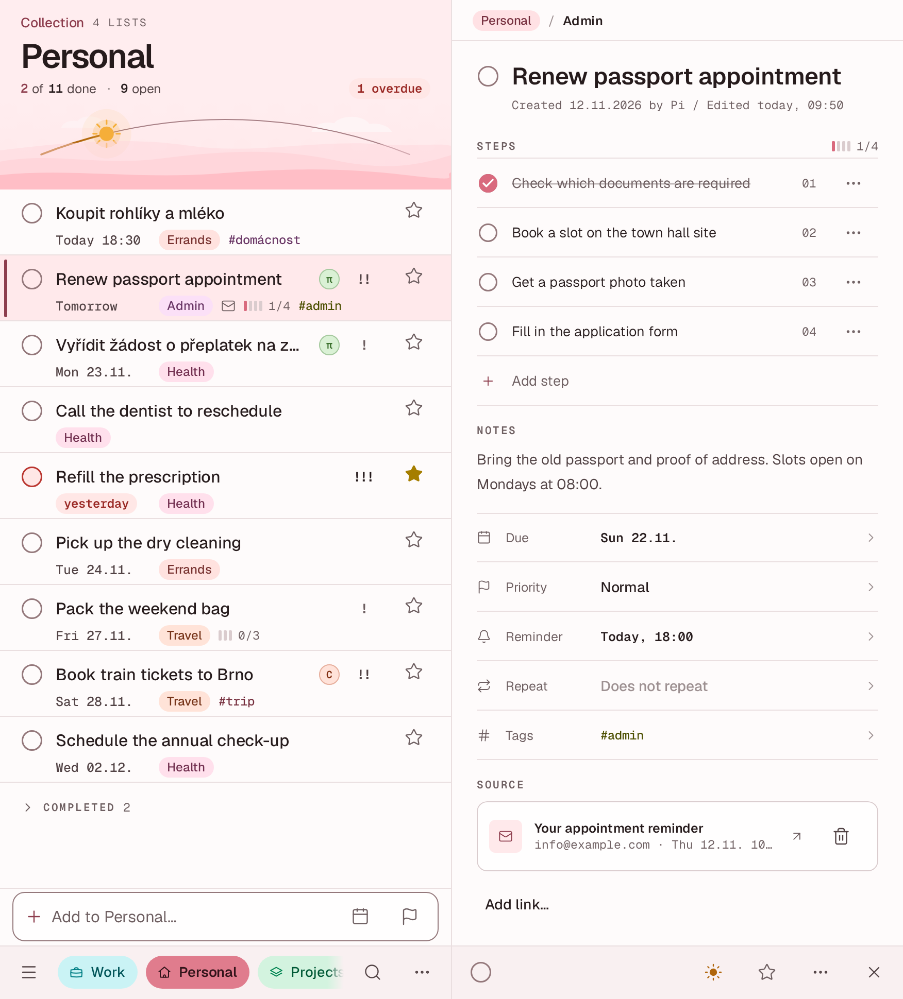 Collection 4 LISTS
Personal
2 of 11 done · 9 open
1 overdue
Koupit rohlíky a mléko
Today 18:30 Errands #domácnost
Renew passport appointment π !!
Tomorrow Admin 1/4 #admin
Vyřídit žádost o přeplatek na z… π !
Mon 23.11. Health
Call the dentist to reschedule
Health
Refill the prescription !!!
yesterday Health
Pick up the dry cleaning
Tue 24.11. Errands
Pack the weekend bag !
Fri 27.11. Travel 0/3
Book train tickets to Brno C !!
Sat 28.11. Travel #trip
Schedule the annual check-up
Wed 02.12. Health
COMPLETED 2
Add to Personal…
Work Personal Projects
Personal / Admin
Renew passport appointment
Created 12.11.2026 by Pi / Edited today, 09:50
STEPS 1/4
Check which documents are required 01
Book a slot on the town hall site 02
Get a passport photo taken 03
Fill in the application form 04
Add step
NOTES
Bring the old passport and proof of address. Slots open on
Mondays at 08:00.
Due Sun 22.11.
Priority Normal
Reminder Today, 18:00
Repeat Does not repeat
Tags #admin
SOURCE
Your appointment reminder
info@example.com · Thu 12.11. 10…
Add link…